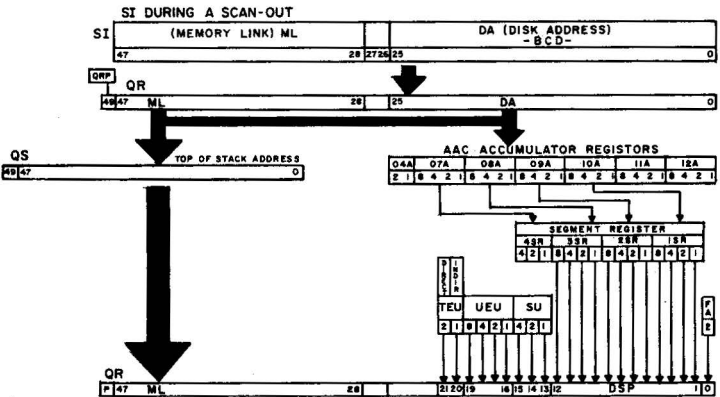 SI DURING A SCAN-OUT
SI (MEMORY LINK) ML DA (DISK ADDRESS)
-BCD-
47 28 27 26 25 0
QRP QR
49 47 ML 28 25 DA 0
AAC ACCUMULATOR REGISTORS
QS TOP OF STACK ADDRESS
04A 07A 08A 09A 10A 11A 12A
49 47 0
2 1 8 4 2 1 8 4 2 1 8 4 2 1 8 4 2 1 8 4 2 1 8 4 2 1
SEGMENT REGISTER
4SR 3SR 2SR 1SR
4 2 1 8 4 2 1 8 4 2 1 8 4 2 1
DIRECT INDIR
TEU UEU SU FA
2 1 8 4 2 1 4 2 1 2
QR
P 47 ML 28 21 20 19 16 15 14 13 12 DSP 1 0